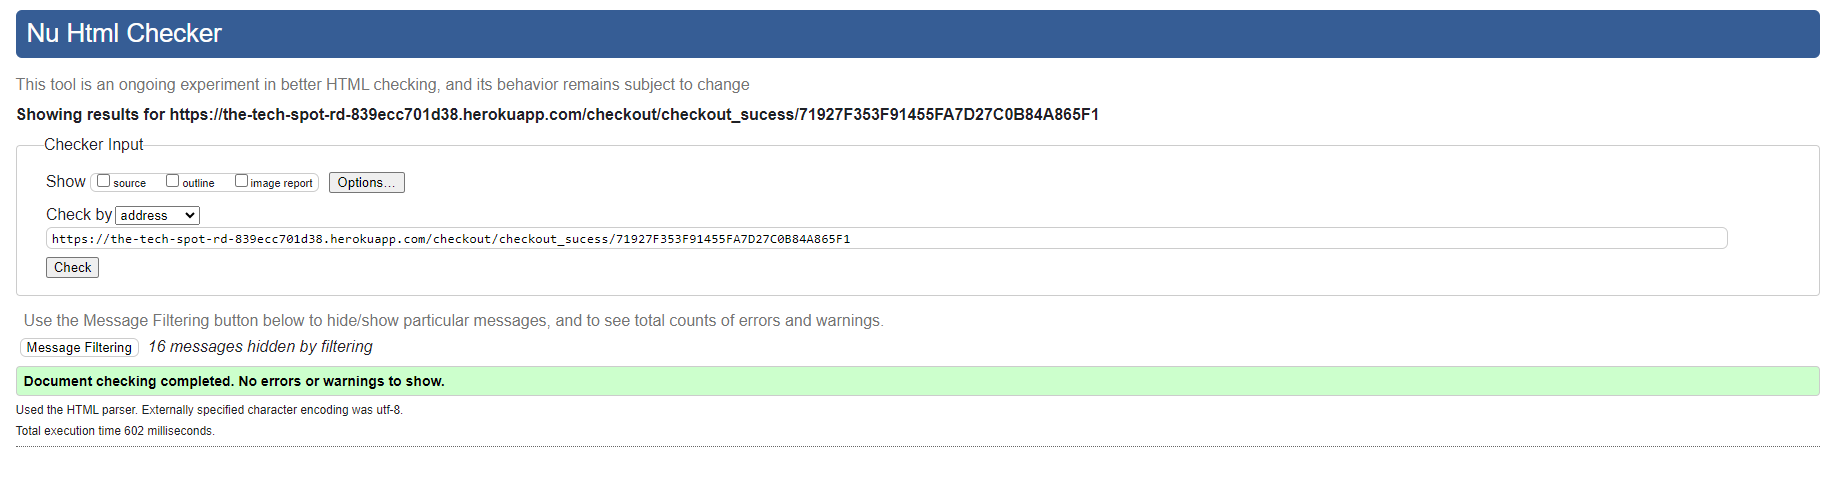 Nu Html Checker
This tool is an ongoing experiment in better HTML checking, and its behavior remains subject to change
Showing results for https://the-tech-spot-rd-839ecc701d38.herokuapp.com/checkout/checkout_sucess/71927F353F91455FA7D27C0B84A865F1
Checker Input
Show source outline image report Options...
Check by address
https://the-tech-spot-rd-839ecc701d38.herokuapp.com/checkout/checkout_sucess/71927F353F91455FA7D27C0B84A865F1
Check
Use the Message Filtering button below to hide/show particular messages, and to see total counts of errors and warnings.
Message Filtering 16 messages hidden by filtering
Document checking completed. No errors or warnings to show.
Used the HTML parser. Externally specified character encoding was utf-8.
Total execution time 602 milliseconds.